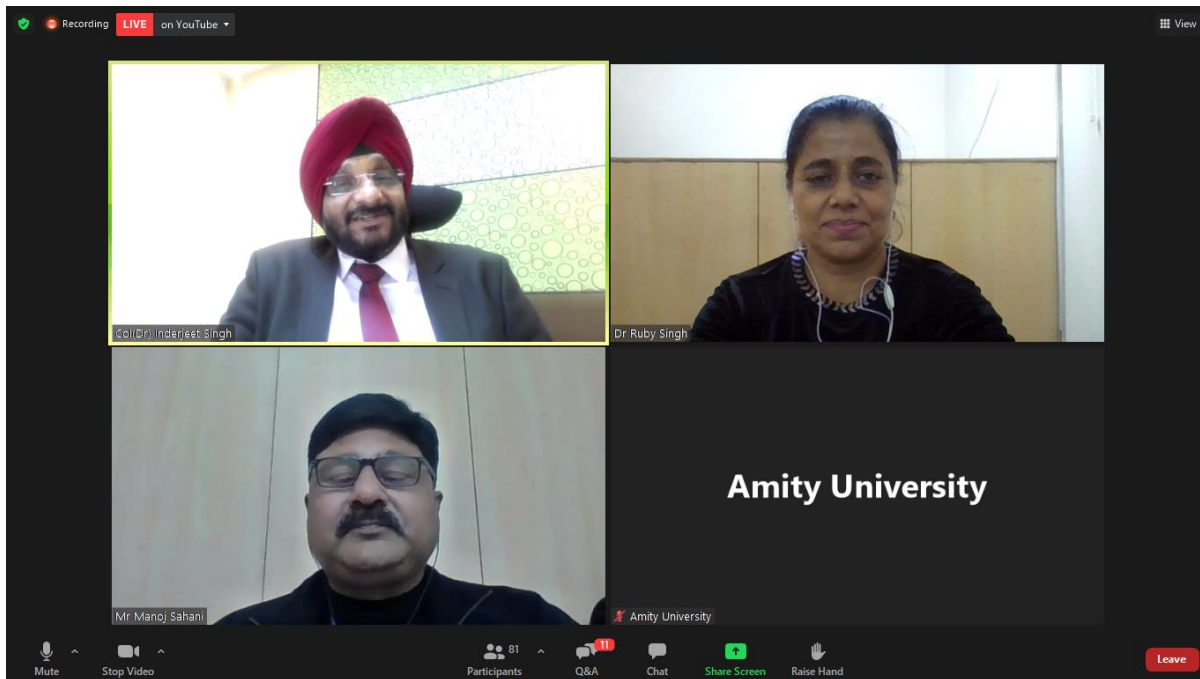 Recording
LIVE on YouTube
View
Col(Dr) Inderjeet Singh
Dr Ruby Singh
Mr Manoj Sahani
Amity University
Amity University
81
11
Mute
Stop Video
Participants
Q&A
Chat
Share Screen
Raise Hand
Leave